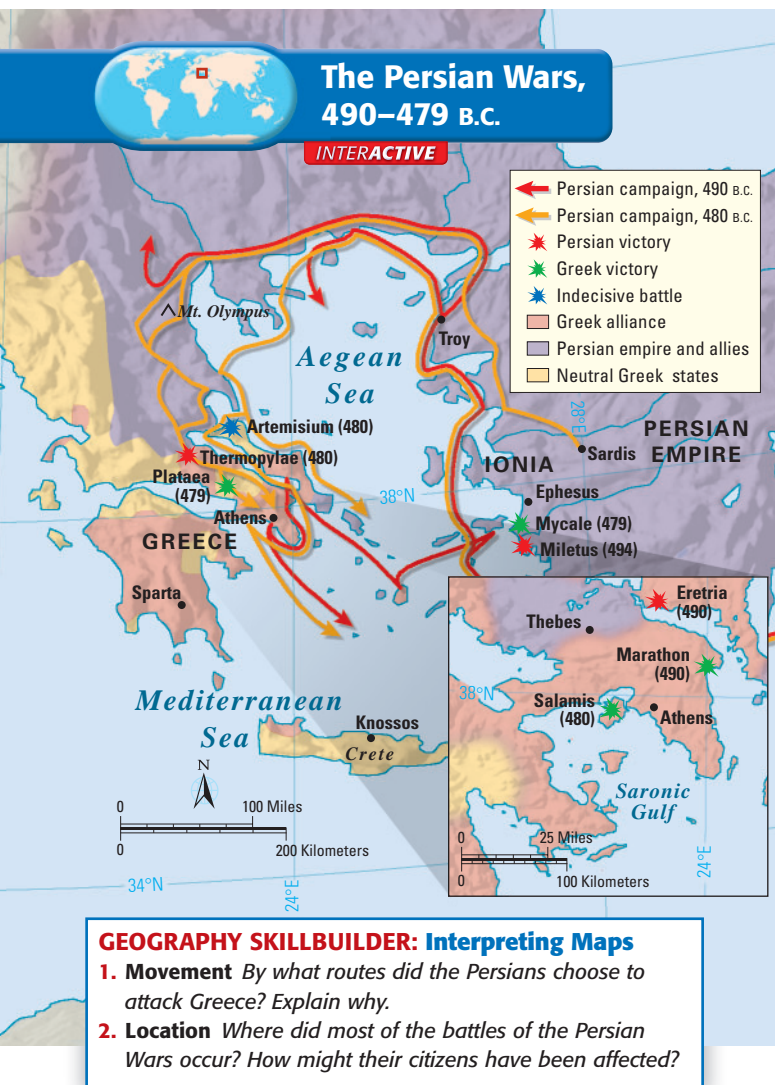 The Persian Wars,
490–479 B.C.
INTERACTIVE
Persian campaign, 490 B.C.
Persian campaign, 480 B.C.
Persian victory
Greek victory
Indecisive battle
Greek alliance
Persian empire and allies
Neutral Greek states
Mt. Olympus
Troy
Aegean
Sea
28°E
Artemisium (480)
PERSIAN
EMPIRE
Sardis
Thermopylae (480)
IONIA
Plataea
(479)
38°N
Ephesus
Athens
Mycale (479)
GREECE
Miletus (494)
Sparta
Mediterranean
Sea
Knossos
Crete
N
0 100 Miles
0 200 Kilometers
34°N
24°E
Eretria
(490)
Thebes
Marathon
(490)
38°N
Salamis
(480)
Athens
Saronic
Gulf
0 25 Miles
0 100 Kilometers
24°E
GEOGRAPHY SKILLBUILDER: Interpreting Maps
1. Movement By what routes did the Persians choose to
attack Greece? Explain why.
2. Location Where did most of the battles of the Persian
Wars occur? How might their citizens have been affected?